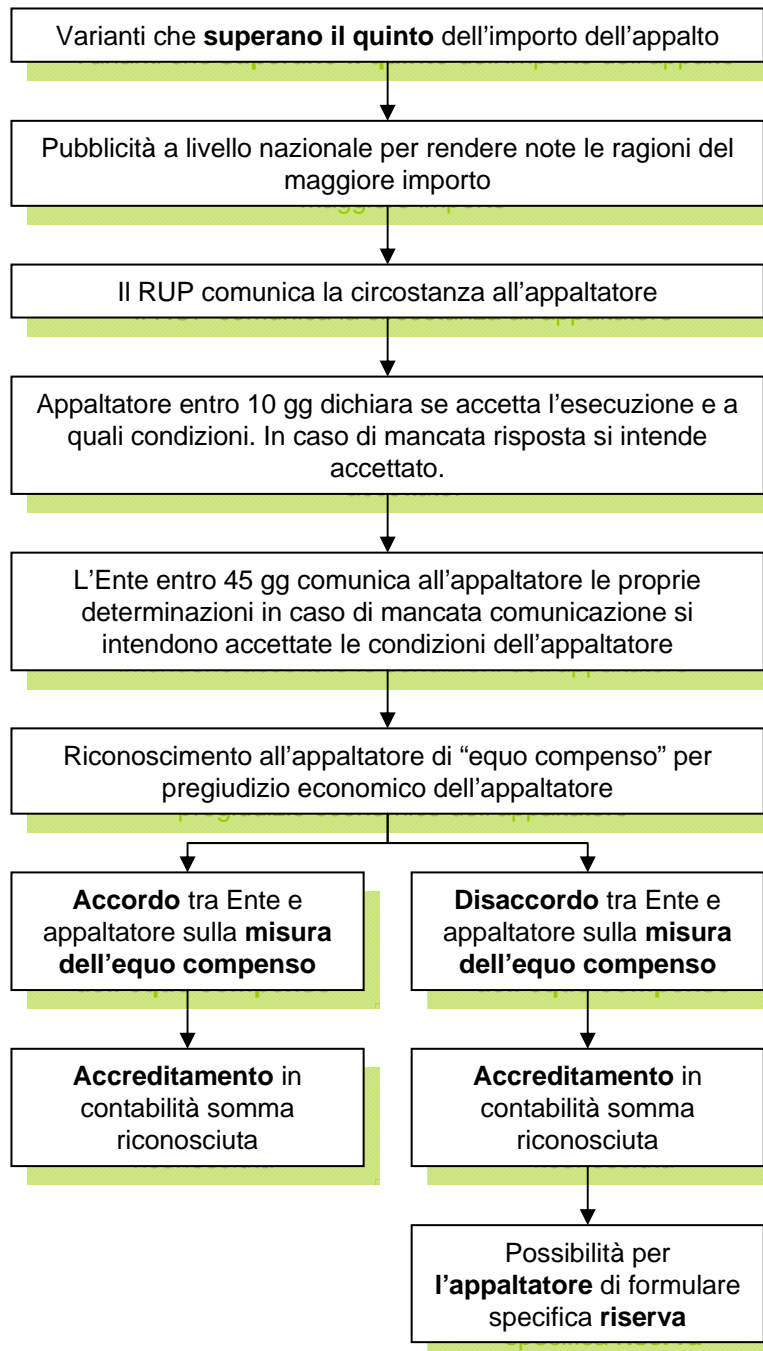 Varianti che superano il quinto dell’importo dell’appalto
Pubblicità a livello nazionale per rendere note le ragioni del
maggiore importo
Il RUP comunica la circostanza all’appaltatore
Appaltatore entro 10 gg dichiara se accetta l’esecuzione e a
quali condizioni. In caso di mancata risposta si intende
accettato.
L’Ente entro 45 gg comunica all’appaltatore le proprie
determinazioni in caso di mancata comunicazione si
intendono accettate le condizioni dell’appaltatore
Riconoscimento all’appaltatore di “equo compenso” per
pregiudizio economico dell’appaltatore
Accordo tra Ente e
appaltatore sulla misura
dell’equo compenso
Disaccordo tra Ente e
appaltatore sulla misura
dell’equo compenso
Accreditamento in
contabilità somma
riconosciuta
Accreditamento in
contabilità somma
riconosciuta
Possibilità per
l’appaltatore di formulare
specifica riserva